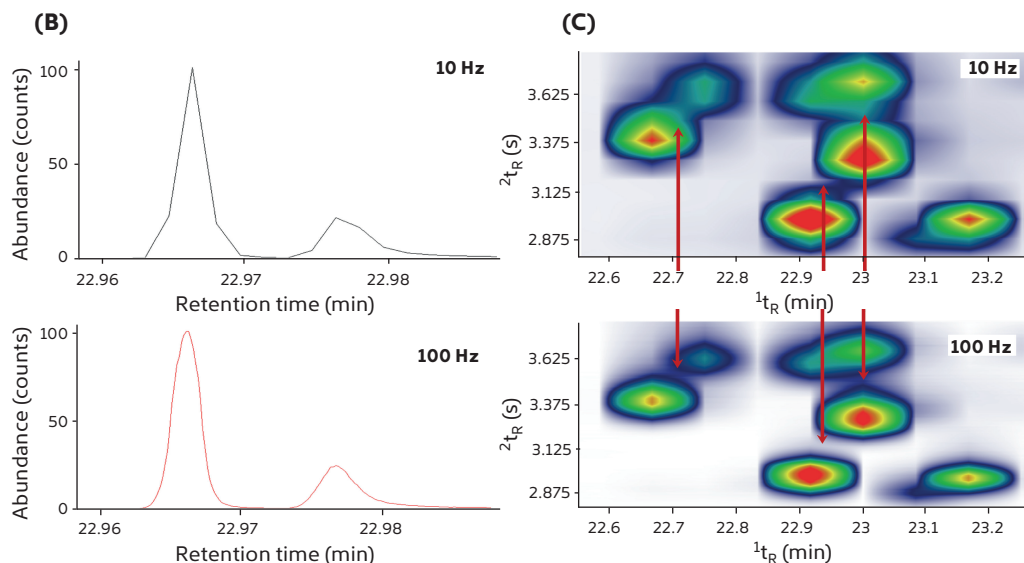 (B)
10 Hz
Abundance (counts)
100
50
0
22.96
22.97
22.98
Retention time (min)
100 Hz
Abundance (counts)
100
50
0
22.96
22.97
22.98
Retention time (min)
(C)
10 Hz
²tR (s)
3.625
3.375
3.125
2.875
22.6
22.7
22.8
22.9
23
23.1
23.2
¹tR (min)
100 Hz
²tR (s)
3.625
3.375
3.125
2.875
22.6
22.7
22.8
22.9
23
23.1
23.2
¹tR (min)